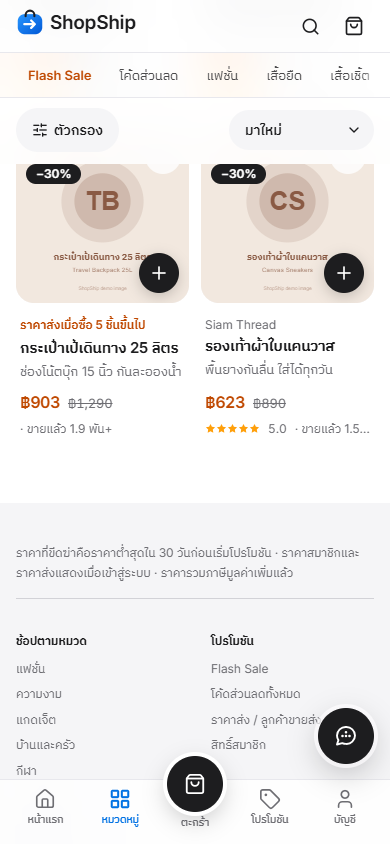 ShopShip
Flash Sale โค้ดส่วนลด แฟชั่น เสื้อยืด เสื้อเชิ้ต
ตัวกรอง มาใหม่
−30% −30%
TB CS
กระเป๋าเป้เดินทาง 25 ลิตร รองเท้าผ้าใบแคนวาส
Travel Backpack 25L Canvas Sneakers
ShopShip demo image ShopShip demo image
ราคาส่งเมื่อซื้อ 5 ชิ้นขึ้นไป Siam Thread
กระเป๋าเป้เดินทาง 25 ลิตร รองเท้าผ้าใบแคนวาส
ช่องโน้ตบุ๊ก 15 นิ้ว กันละอองน้ำ พื้นยางกันลื่น ใส่ได้ทุกวัน
฿903 ฿1,290 ฿623 ฿890
· ขายแล้ว 1.9 พัน+ ★★★★★ 5.0 · ขายแล้ว 1.5...
ราคาที่ขีดฆ่าคือราคาต่ำสุดใน 30 วันก่อนเริ่มโปรโมชัน · ราคาสมาชิกและ
ราคาส่งแสดงเมื่อเข้าสู่ระบบ · ราคารวมภาษีมูลค่าเพิ่มแล้ว
ช้อปตามหมวด โปรโมชัน
แฟชั่น Flash Sale
ความงาม โค้ดส่วนลดทั้งหมด
แกดเจ็ต ราคาส่ง / ลูกค้าขายส่ง
บ้านและครัว สิทธิ์สมาชิก
กีฬา
หน้าแรก หมวดหมู่ ตะกร้า โปรโมชัน บัญชี